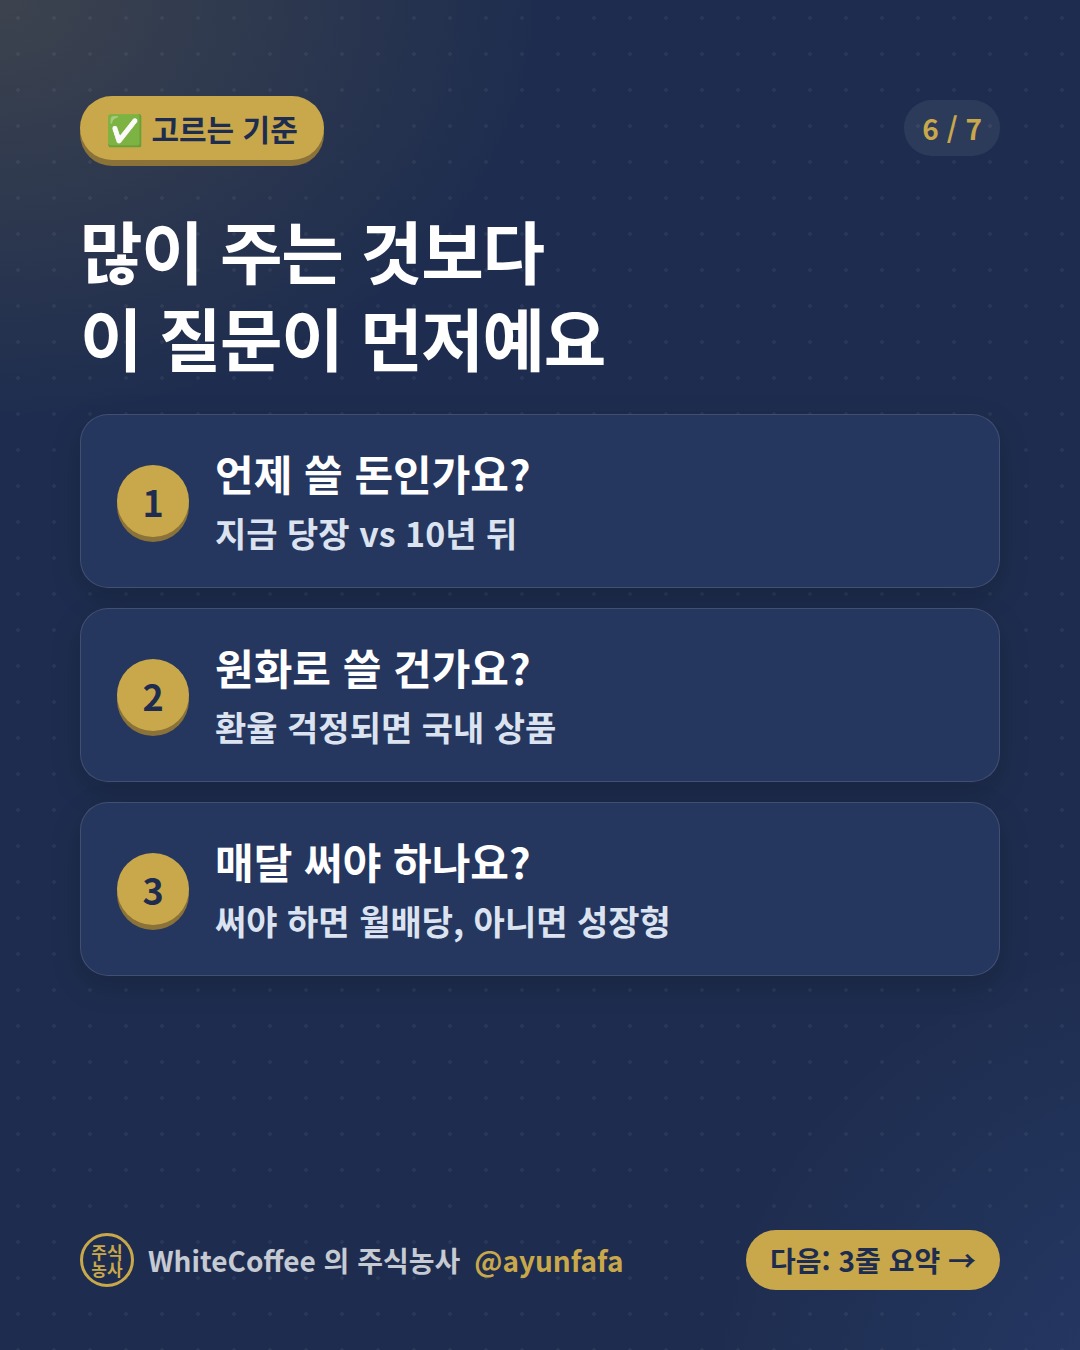 ✅ 고르는 기준
6 / 7
많이 주는 것보다
이 질문이 먼저예요
1
언제 쓸 돈인가요?
지금 당장 vs 10년 뒤
2
원화로 쓸 건가요?
환율 걱정되면 국내 상품
3
매달 써야 하나요?
써야 하면 월배당, 아니면 성장형
주식
농사
WhiteCoffee 의 주식농사 @ayunfafa
다음: 3줄 요약 →